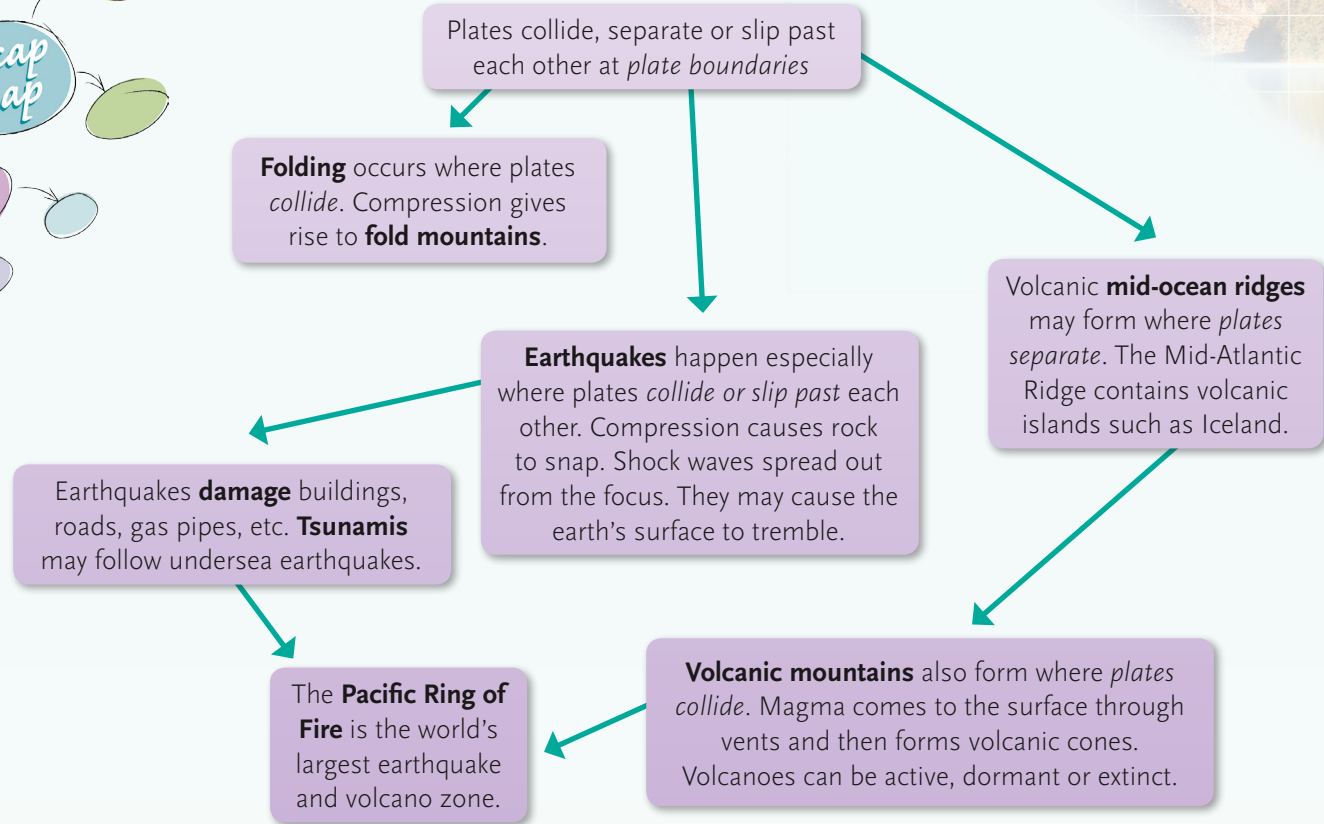 cap
ap
Plates collide, separate or slip past
each other at plate boundaries
Folding occurs where plates
collide. Compression gives
rise to fold mountains.
Volcanic mid-ocean ridges
may form where plates
separate. The Mid-Atlantic
Ridge contains volcanic
islands such as Iceland.
Earthquakes happen especially
where plates collide or slip past each
other. Compression causes rock
to snap. Shock waves spread out
from the focus. They may cause the
earth's surface to tremble.
Earthquakes damage buildings,
roads, gas pipes, etc. Tsunamis
may follow undersea earthquakes.
Volcanic mountains also form where plates
collide. Magma comes to the surface through
vents and then forms volcanic cones.
Volcanoes can be active, dormant or extinct.
The Pacific Ring of
Fire is the world's
largest earthquake
and volcano zone.